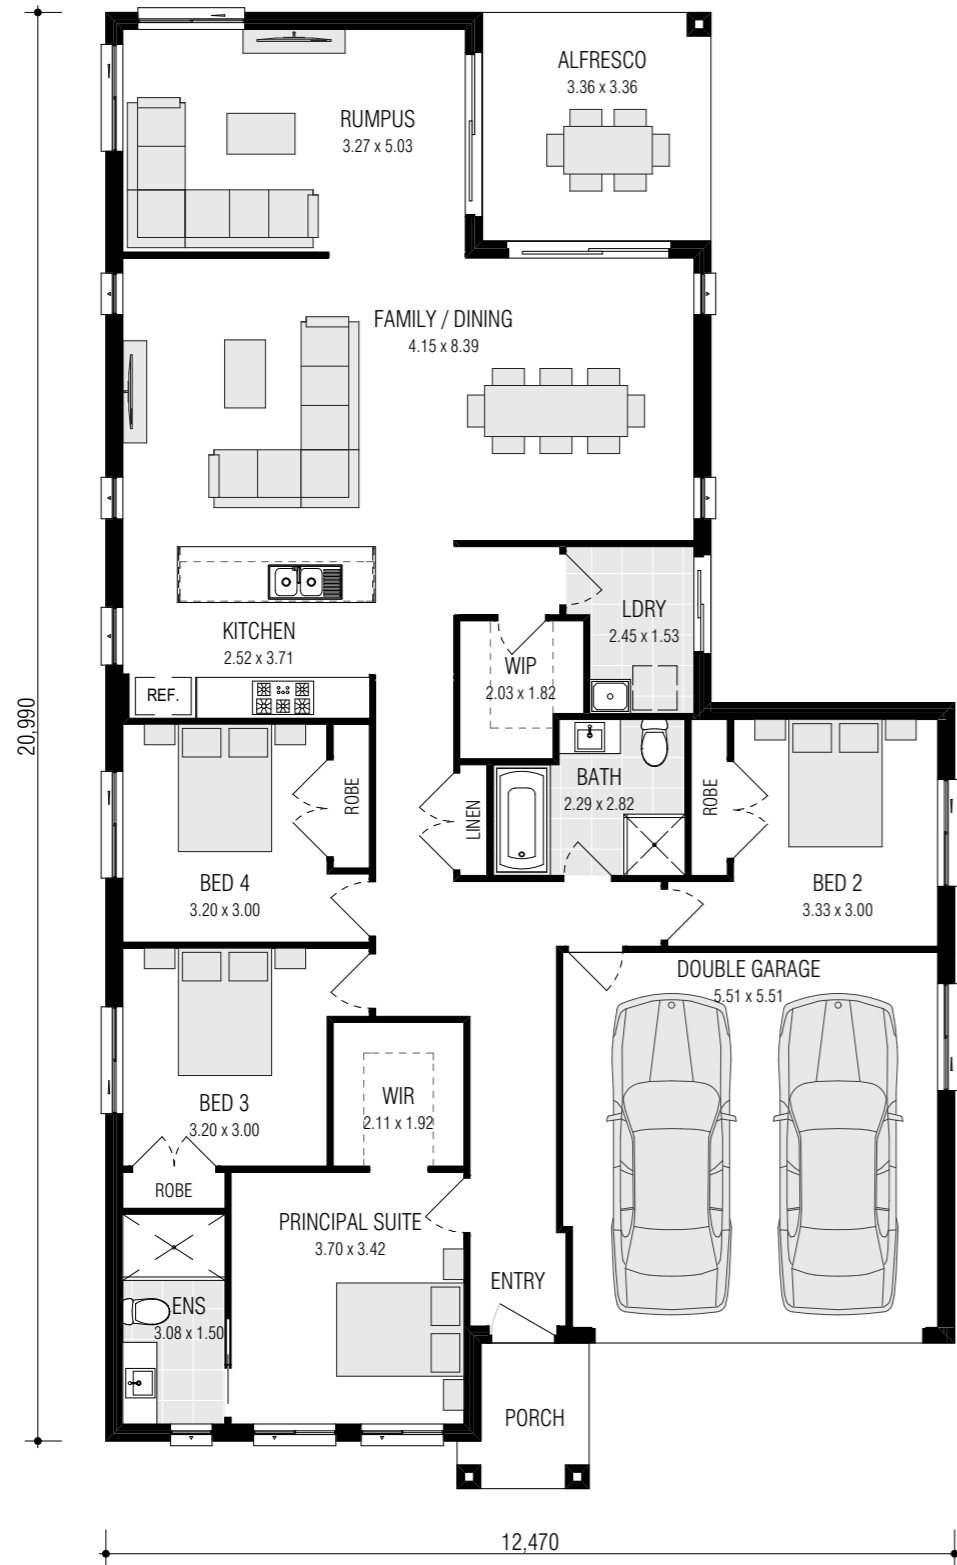 ALFRESCO
3.36 x 3.36
RUMPUS
3.27 x 5.03
FAMILY / DINING
4.15 x 8.39
KITCHEN
2.52 x 3.71
REF.
LDRY
2.45 x 1.53
WIP
2.03 x 1.82
20,990
BATH
2.29 x 2.82
ROBE
LINEN
ROBE
BED 4
3.20 x 3.00
BED 2
3.33 x 3.00
DOUBLE GARAGE
5.51 x 5.51
BED 3
3.20 x 3.00
WIR
2.11 x 1.92
ROBE
PRINCIPAL SUITE
3.70 x 3.42
ENS
3.08 x 1.50
ENTRY
PORCH
12,470